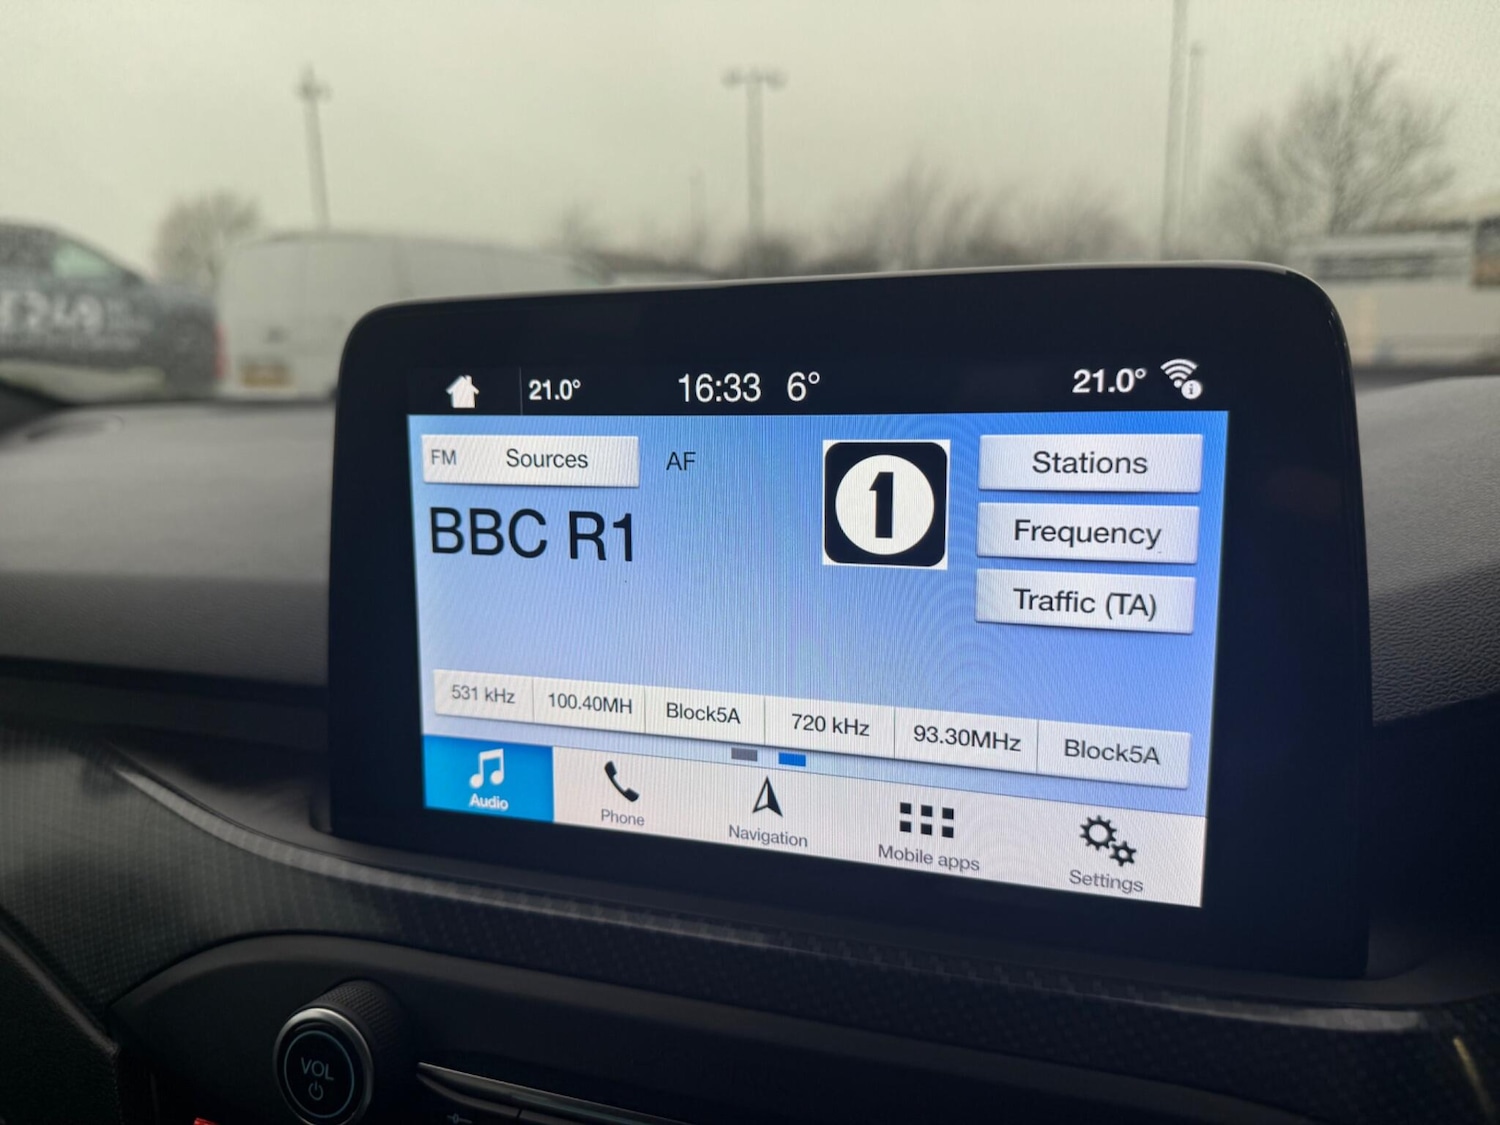 21.0° 16:33 6° 21.0°
FM Sources AF 1 Stations
BBC R1 Frequency
Traffic (TA)
531 kHz 100.40MH Block5A 720 kHz 93.30MHz Block5A
Audio Phone Navigation Mobile apps Settings
VOL